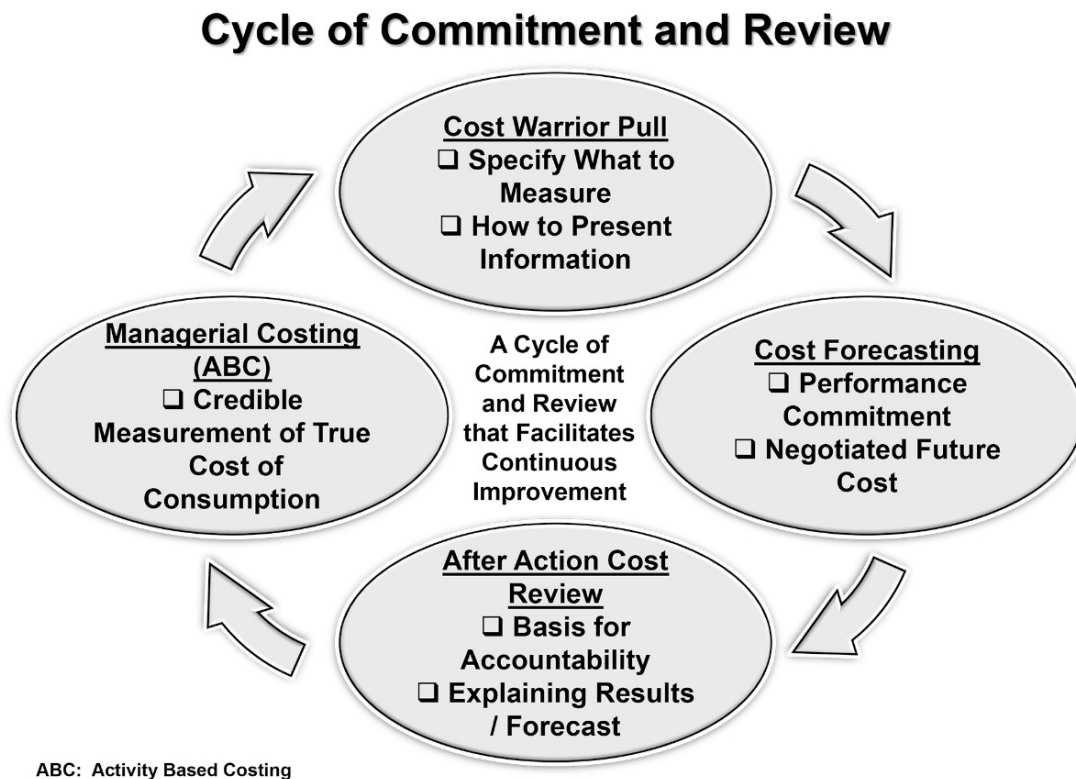 Cycle of Commitment and Review
Cost Warrior Pull
❑ Specify What to
Measure
❑ How to Present
Information
Managerial Costing
(ABC)
❑ Credible
Measurement of True
Cost of
Consumption
A Cycle of
Commitment
and Review
that Facilitates
Continuous
Improvement
Cost Forecasting
❑ Performance
Commitment
❑ Negotiated Future
Cost
After Action Cost
Review
❑ Basis for
Accountability
❑ Explaining Results
/ Forecast
ABC: Activity Based Costing